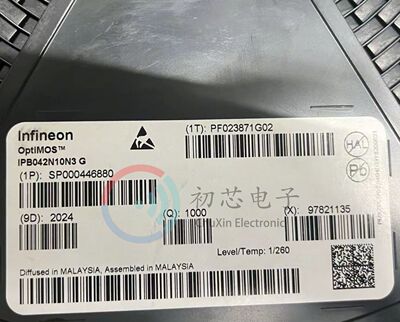 Infineon
OptiMOS™
IPB042N10N3 G
(1P): SP000446880
(1T): PF023871G02
HAL
Pb
初芯电子
ChuXin Electronic
(9D): 2024
(Q): 1000
(X): 97821135
Level/Temp: 1/260
Diffused in MALAYSIA, Assembled in MALAYSIA